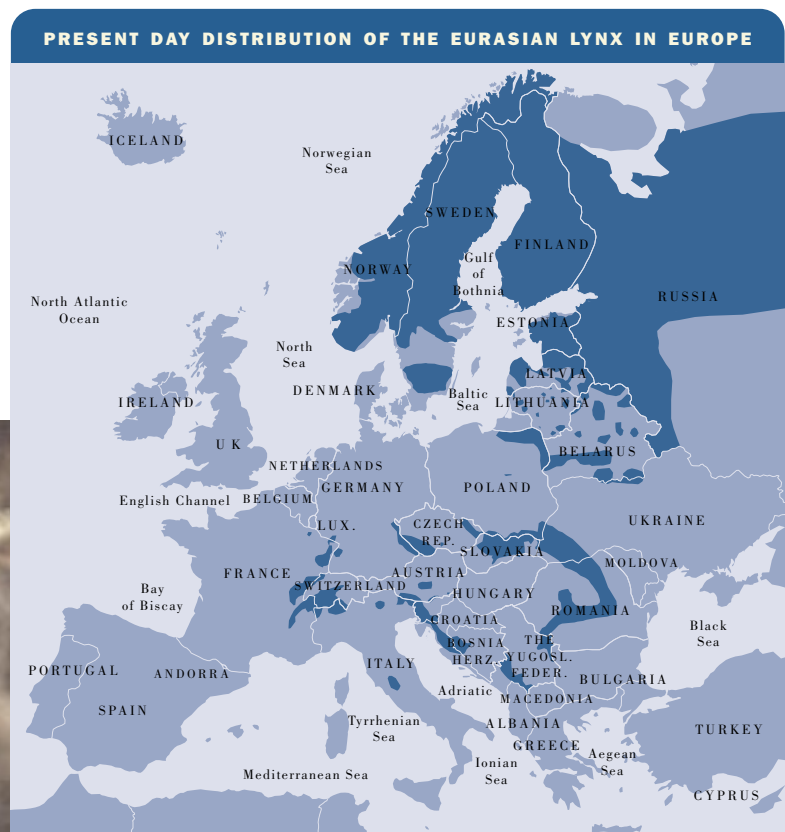 PRESENT DAY DISTRIBUTION OF THE EURASIAN LYNX IN EUROPE
ICELAND
Norwegian
Sea
SWEDEN
FINLAND
Gulf
of
Bothnia
NORWAY
RUSSIA
North Atlantic
Ocean
ESTONIA
North
Sea
LATVIA
DENMARK
Baltic
Sea
LITHUANIA
IRELAND
UK
BELARUS
NETHERLANDS
GERMANY
POLAND
English Channel
BELGIUM
LUX.
CZECH
REP.
UKRAINE
SLOVAKIA
MOLDOVA
FRANCE
SWITZERLAND
AUSTRIA
HUNGARY
Bay
of Biscay
ROMANIA
CROATIA
Black
Sea
BOSNIA
HERZ.
THE
YUGOSL.
FEDER.
ITALY
PORTUGAL
ANDORRA
BULGARIA
Adriatic
MACEDONIA
SPAIN
Tyrrhenian
Sea
ALBANIA
TURKEY
GREECE
Aegean
Sea
Ionian
Sea
Mediterranean Sea
CYPRUS